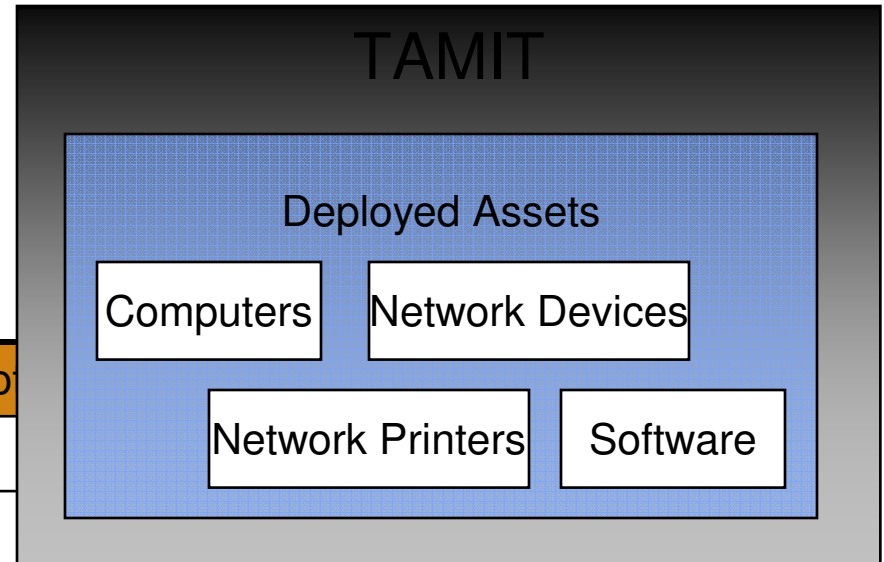 TAMIT
Deployed Assets
Computers
Network Devices
Network Printers
Software